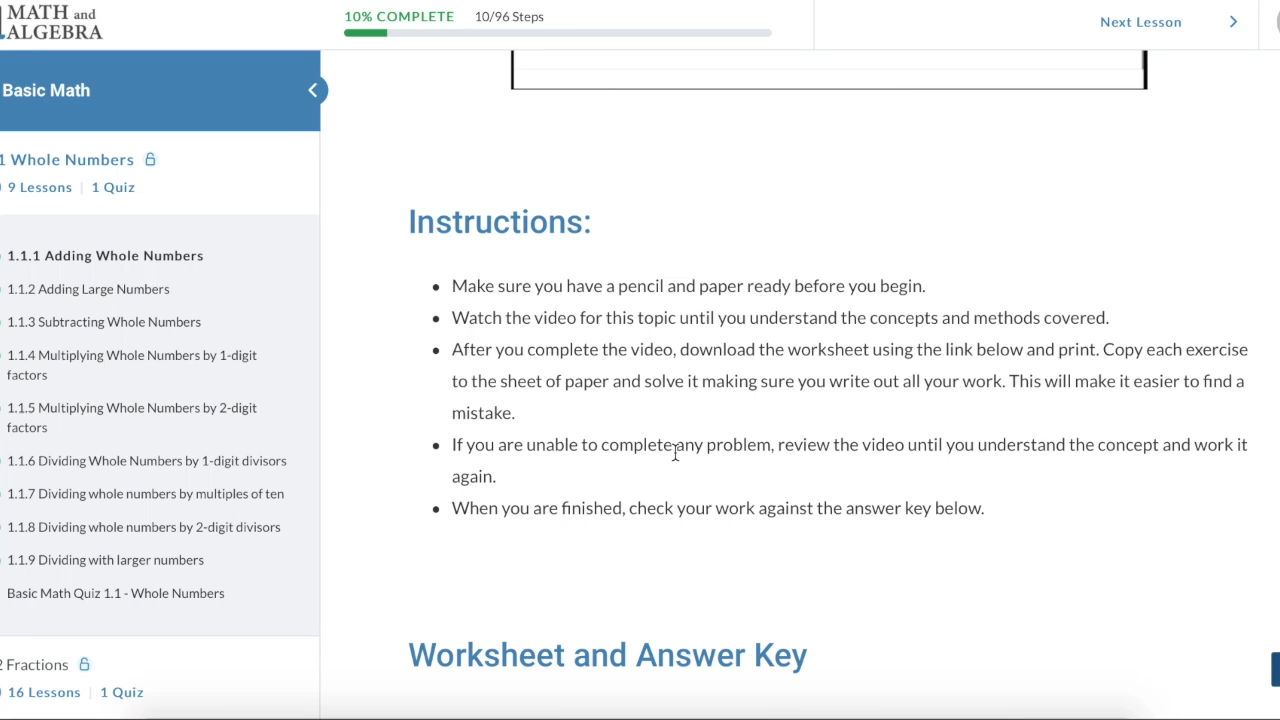 MATH and
ALGEBRA
10% COMPLETE 10/96 Steps
Next Lesson
Basic Math
1 Whole Numbers
9 Lessons | 1 Quiz
1.1.1 Adding Whole Numbers
1.1.2 Adding Large Numbers
1.1.3 Subtracting Whole Numbers
1.1.4 Multiplying Whole Numbers by 1-digit
factors
1.1.5 Multiplying Whole Numbers by 2-digit
factors
1.1.6 Dividing Whole Numbers by 1-digit divisors
1.1.7 Dividing whole numbers by multiples of ten
1.1.8 Dividing whole numbers by 2-digit divisors
1.1.9 Dividing with larger numbers
Basic Math Quiz 1.1 - Whole Numbers
2 Fractions
16 Lessons | 1 Quiz
Instructions:
Make sure you have a pencil and paper ready before you begin.
Watch the video for this topic until you understand the concepts and methods covered.
After you complete the video, download the worksheet using the link below and print. Copy each exercise
to the sheet of paper and solve it making sure you write out all your work. This will make it easier to find a
mistake.
If you are unable to complete any problem, review the video until you understand the concept and work it
again.
When you are finished, check your work against the answer key below.
Worksheet and Answer Key